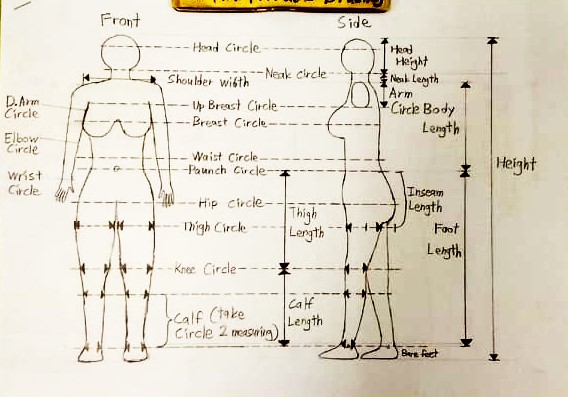 Front
Side
Head Circle
Head
Height
Neak circle
Neak Length
Shoulder width
Arm
Circle
Body
Length
D.Arm
Circle
Up Breast Circle
Breast Circle
Elbow
Circle
Waist Circle
Paunch Circle
Height
Wrist
Circle
Inseam
Length
Hip circle
Thigh
Length
Thigh Circle
Foot
Length
Knee Circle
Calf (take
Circle 2 measuring)
Calf
Length
Bare feet